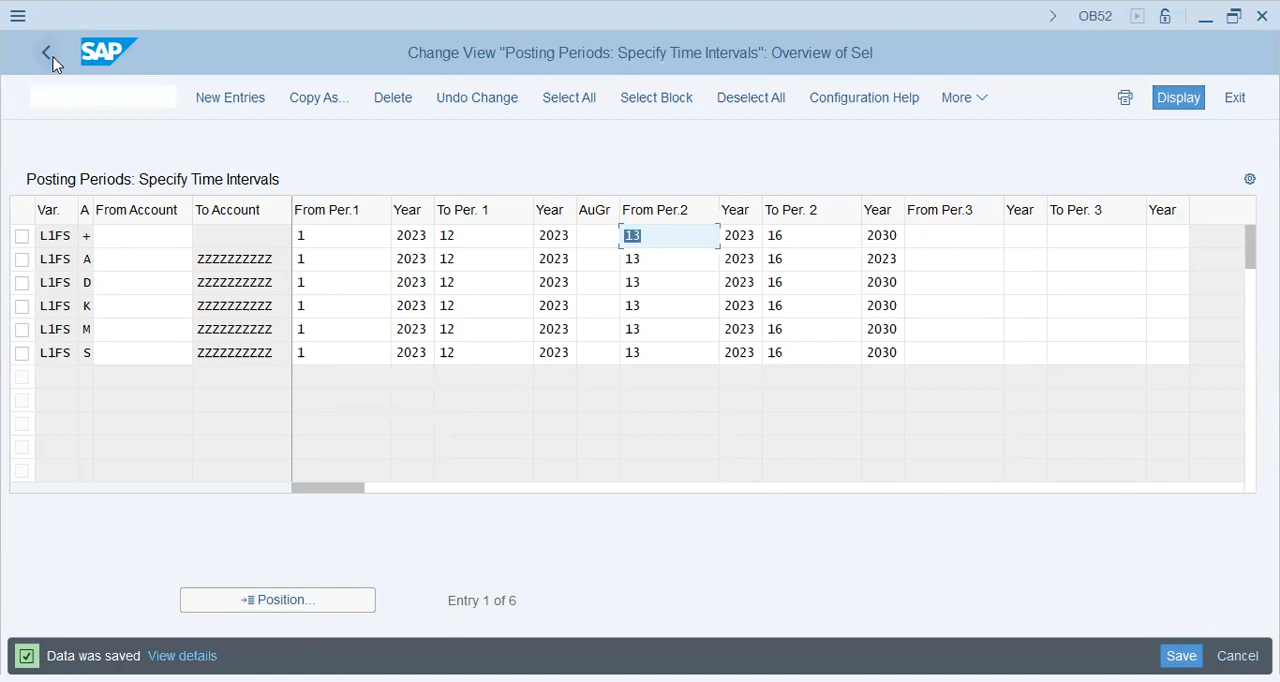 OB52
SAP Change View "Posting Periods: Specify Time Intervals": Overview of Sel
New Entries Copy As... Delete Undo Change Select All Select Block Deselect All Configuration Help More Display Exit
Posting Periods: Specify Time Intervals
Var. A From Account To Account From Per.1 Year To Per. 1 Year AuGr From Per.2 Year To Per. 2 Year From Per.3 Year To Per. 3 Year
L1FS + 1 2023 12 2023 13 2023 16 2030
L1FS A ZZZZZZZZZZ 1 2023 12 2023 13 2023 16 2023
L1FS D ZZZZZZZZZZ 1 2023 12 2023 13 2023 16 2030
L1FS K ZZZZZZZZZZ 1 2023 12 2023 13 2023 16 2030
L1FS M ZZZZZZZZZZ 1 2023 12 2023 13 2023 16 2030
L1FS S ZZZZZZZZZZ 1 2023 12 2023 13 2023 16 2030
Position... Entry 1 of 6
Data was saved View details Save Cancel